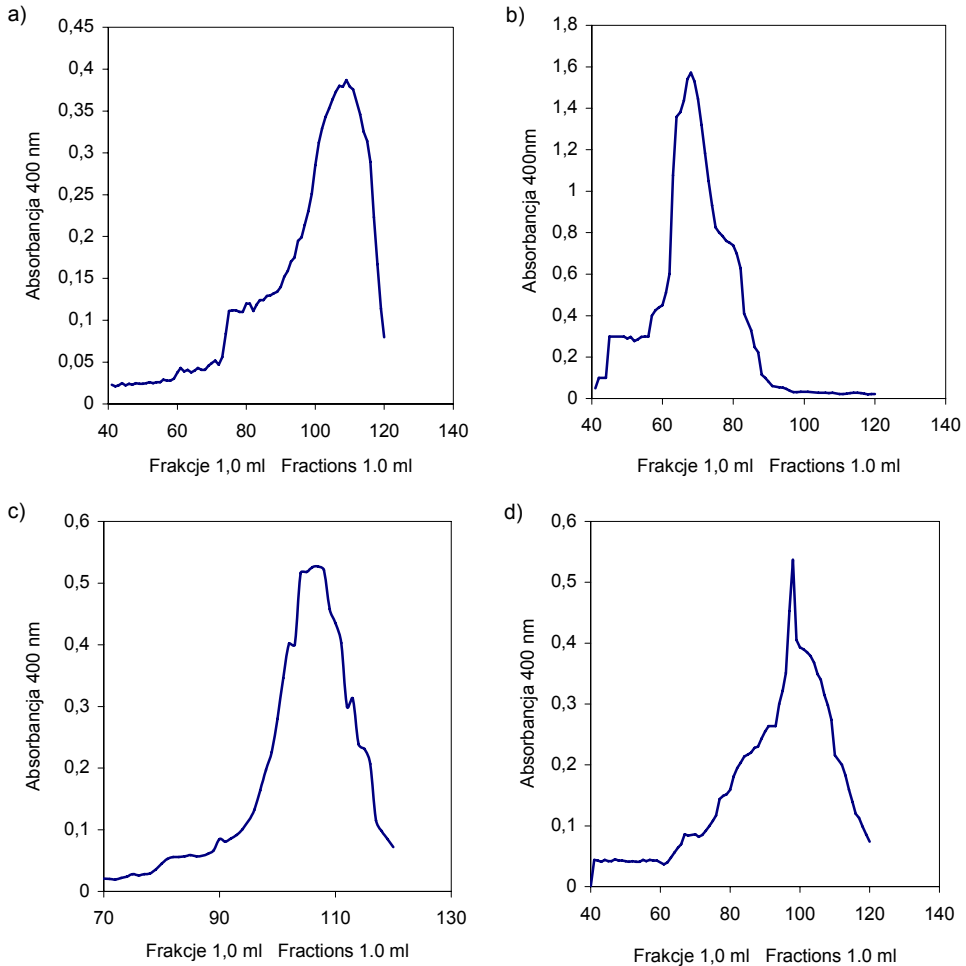 a)
0,45
0,4
0,35
0,3
0,25
0,2
0,15
0,1
0,05
0
Absorbancja 400 nm
40 60 80 100 120 140
Frakcje 1,0 ml Fractions 1.0 ml
b)
1,8
1,6
1,4
1,2
1
0,8
0,6
0,4
0,2
0
Absorbancja 400nm
40 60 80 100 120 140
Frakcje 1,0 ml Fractions 1.0 ml
c)
0,6
0,5
0,4
0,3
0,2
0,1
0
Absorbancja 400 nm
70 90 110 130
Frakcje 1,0 ml Fractions 1.0 ml
d)
0,6
0,5
0,4
0,3
0,2
0,1
0
Absorbancja 400 nm
40 60 80 100 120 140
Frakcje 1,0 ml Fractions 1.0 ml